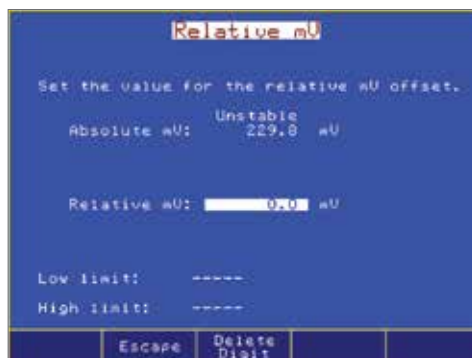 Relative mV
Set the value for the relative mV offset.
Unstable
Absolute mV: 229.8 mV
Relative mV: 0.0 mV
Low limit: -----
High limit: -----
Escape
Delete Digit